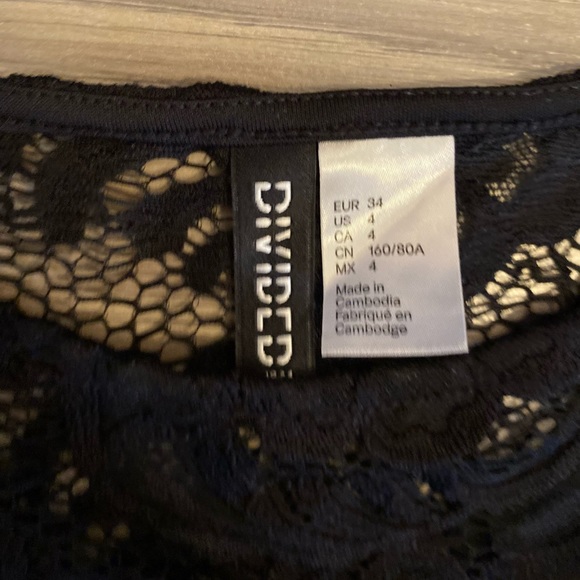 DIVIDED
EUR 34
US 4
CA 4
CN 160/80A
MX 4
Made in
Cambodia
Fabriqué en
Cambodge